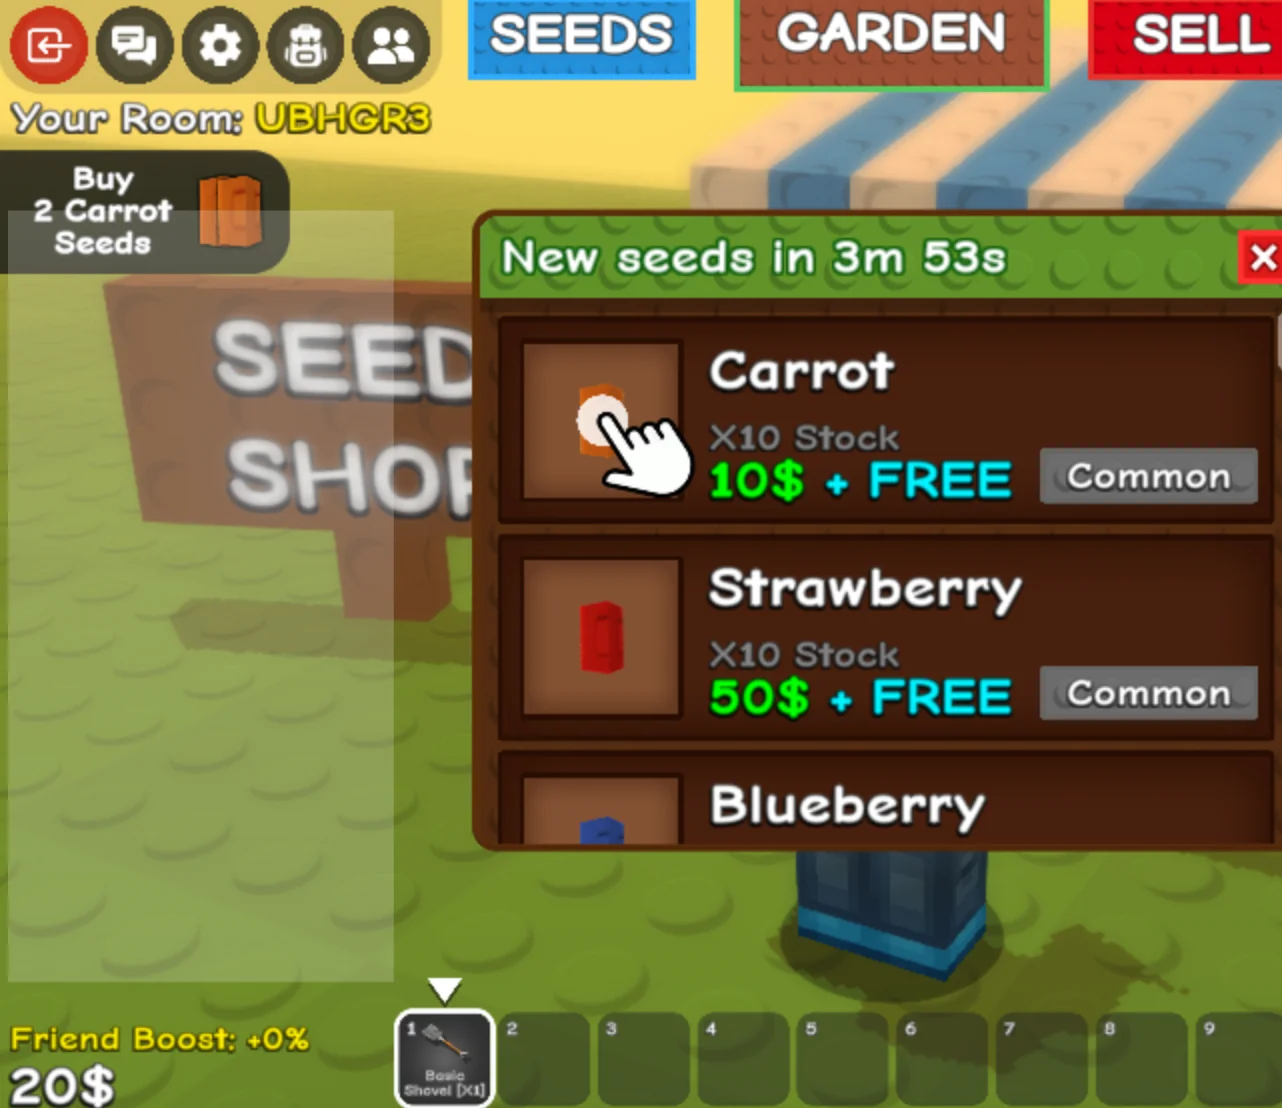 SEEDS
GARDEN
SELL
Your Room: UBHGR3
Buy
2 Carrot
Seeds
SEED
SHOP
New seeds in 3m 53s
Carrot
X10 Stock
10$ + FREE
Common
Strawberry
X10 Stock
50$ + FREE
Common
Blueberry
Friend Boost: +0%
20$
1
Basic
Shovel [X1]
2
3
4
5
6
7
8
9